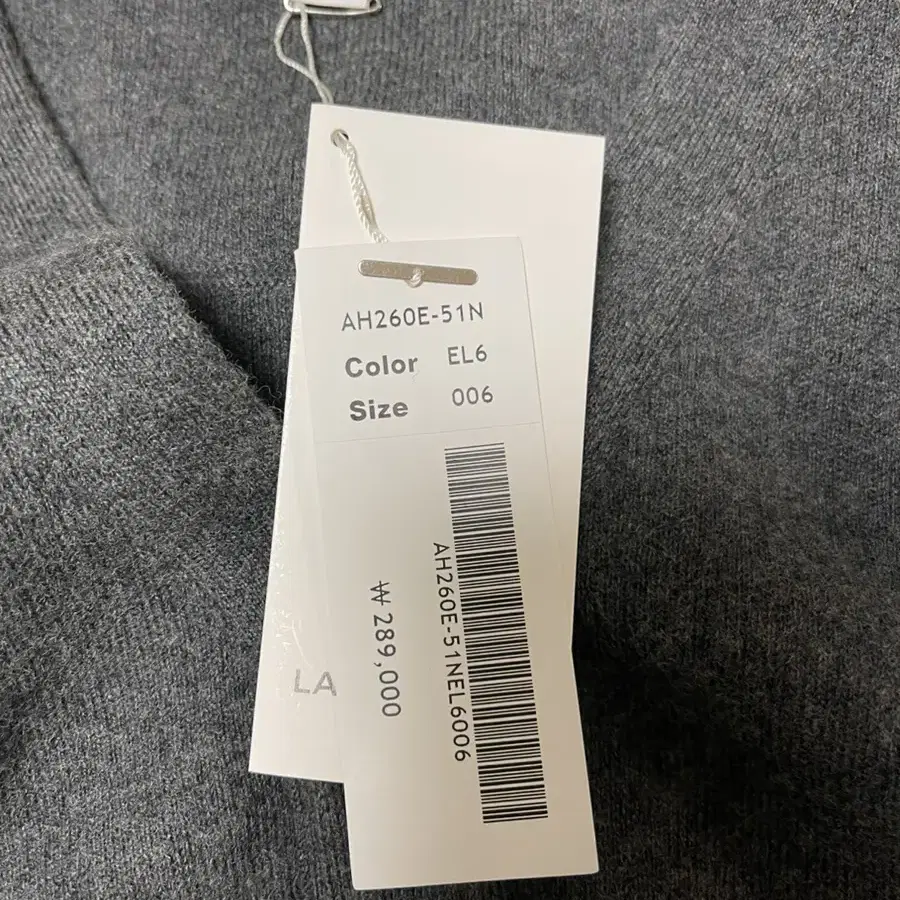 AH260E-51N
Color EL6
Size 006
AH260E-51NEL6006
₩ 289,000
LA